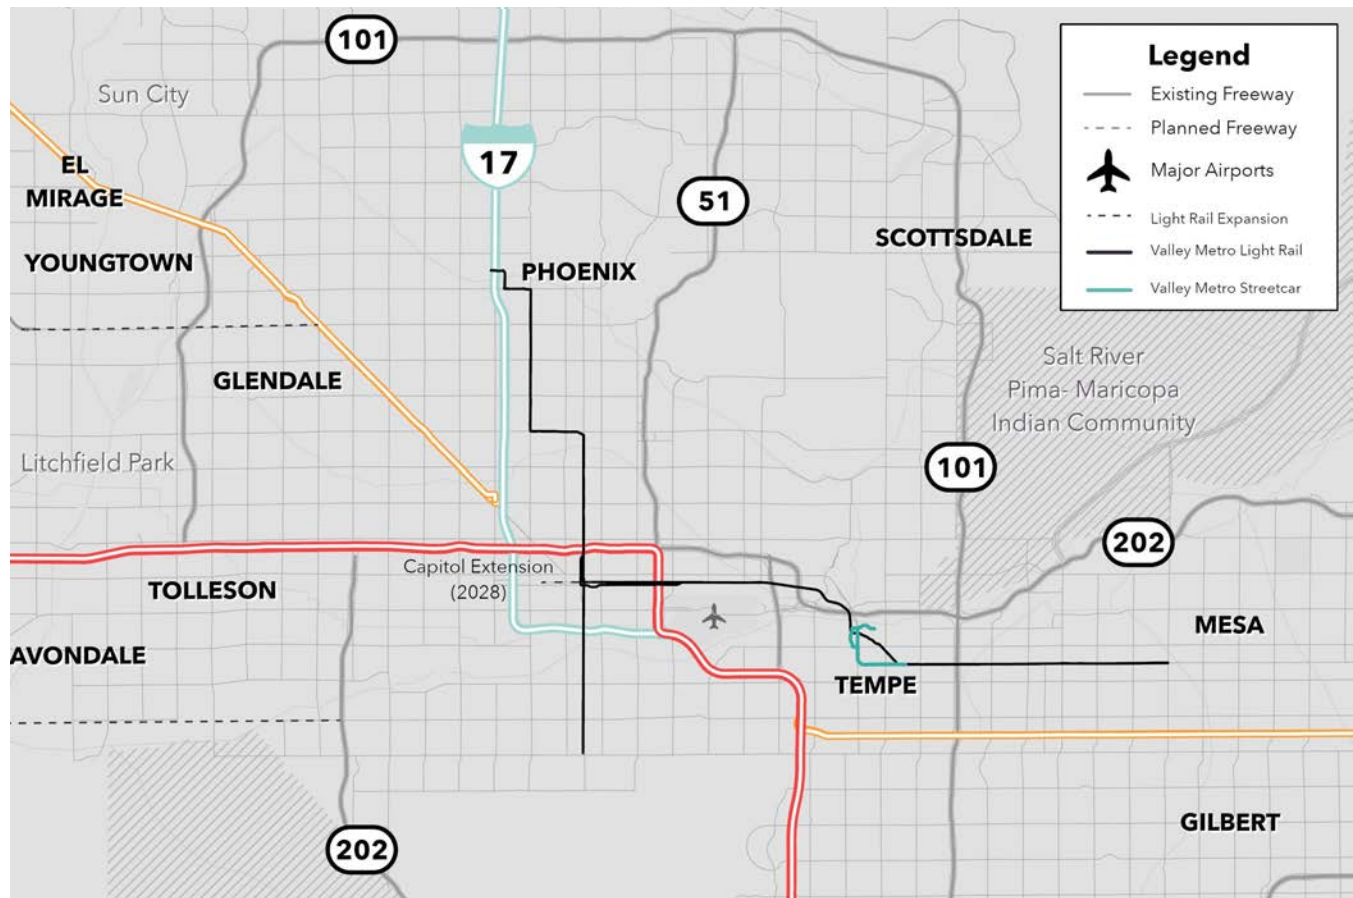 101
Legend
Existing Freeway
Planned Freeway
Major Airports
Light Rail Expansion
Valley Metro Light Rail
Valley Metro Streetcar
Sun City
17
EL
MIRAGE
51
SCOTTSDALE
YOUNGTOWN
PHOENIX
GLENDALE
Salt River
Pima- Maricopa
Indian Community
Litchfield Park
101
202
Capitol Extension
(2028)
TOLLESON
MESA
AVONDALE
TEMPE
GILBERT
202